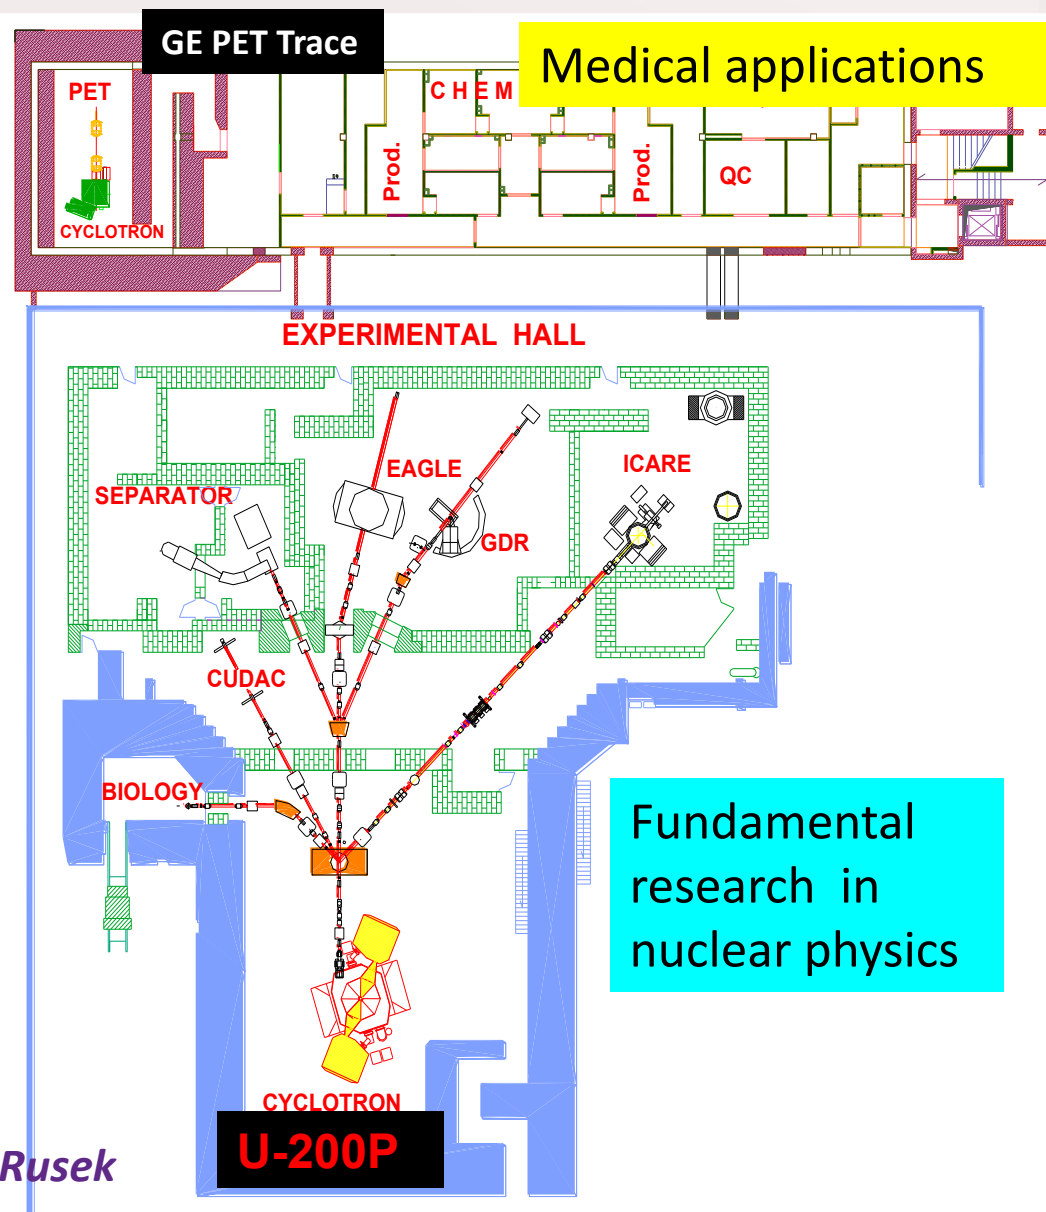 GE PET Trace
Medical applications
PET
C H E M
Prod.
Prod.
QC
CYCLOTRON
EXPERIMENTAL HALL
EAGLE
ICARE
SEPARATOR
GDR
CUDAC
BIOLOGY
Fundamental
research in
nuclear physics
CYCLOTRON
U-200P
Rusek